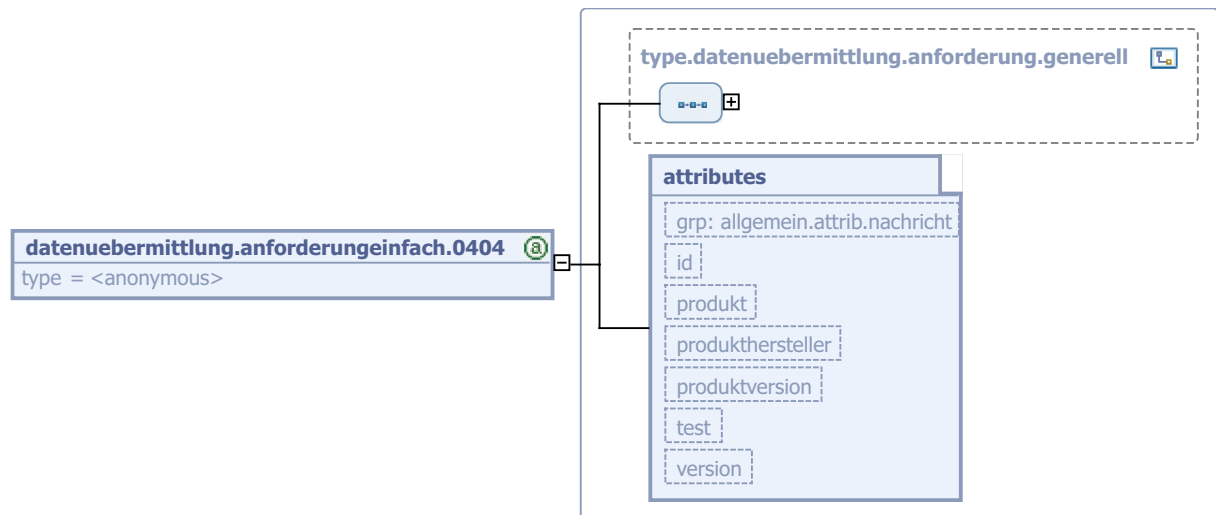 type.datenuebermittlung.anforderung.generell
attributes
grp: allgemein.attrib.nachricht
id
produkt
produkthersteller
produktversion
test
version
datenuebermittlung.anforderungeinfach.0404
a
type = <anonymous>